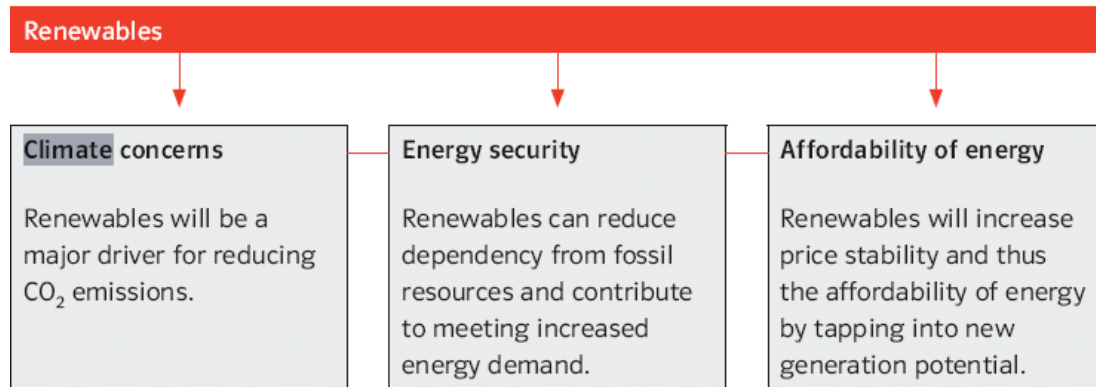 Renewables
Climate concerns
Renewables will be a
major driver for reducing
CO₂ emissions.
Energy security
Renewables can reduce
dependency from fossil
resources and contribute
to meeting increased
energy demand.
Affordability of energy
Renewables will increase
price stability and thus
the affordability of energy
by tapping into new
generation potential.